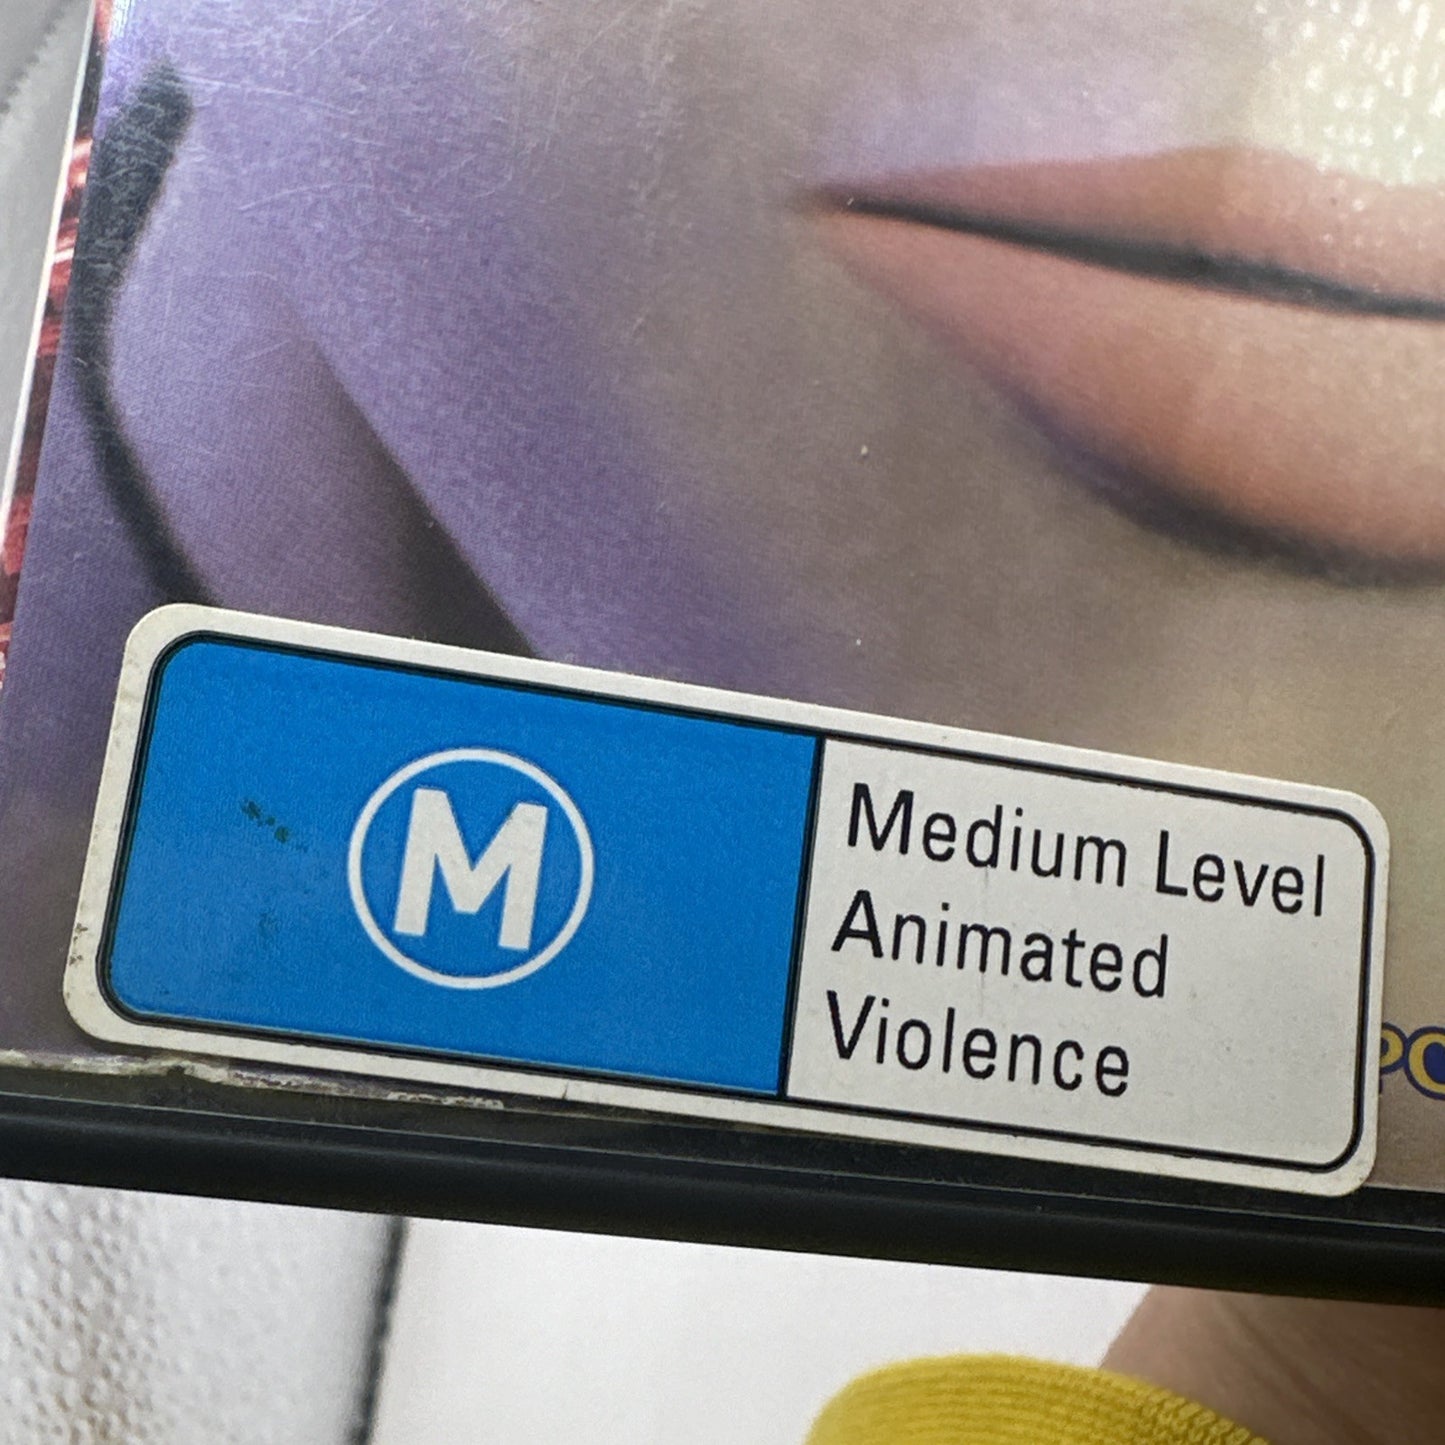 M
Medium Level
Animated
Violence